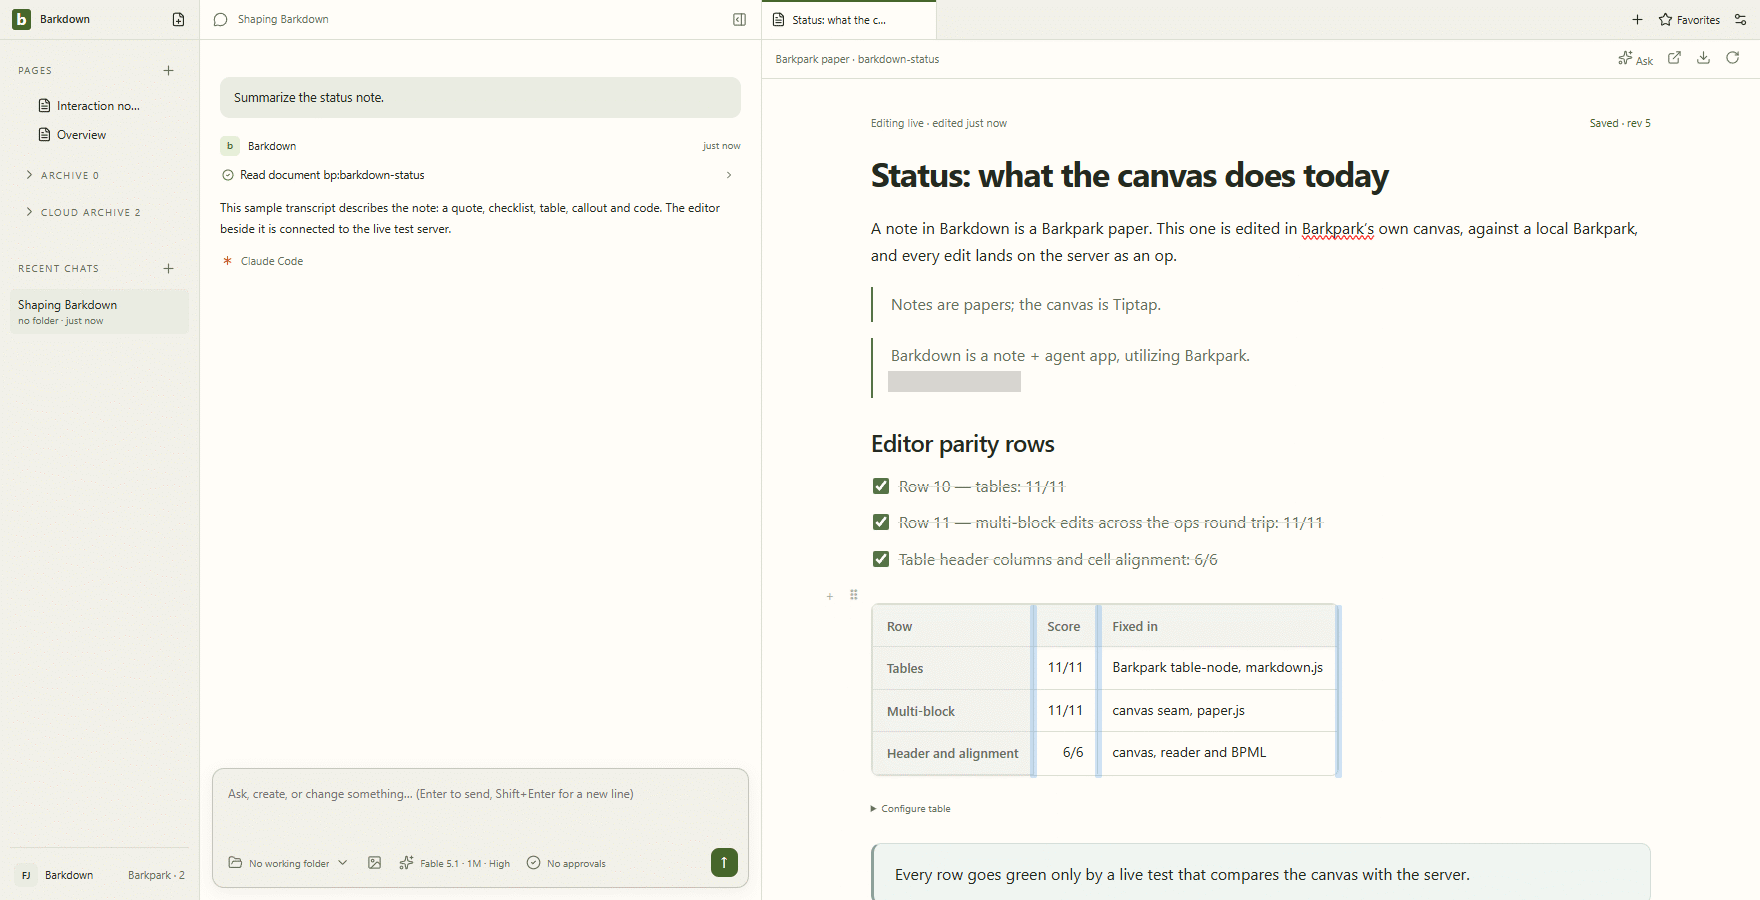 b Barkdown
PAGES
Interaction no...
Overview
ARCHIVE 0
CLOUD ARCHIVE 2
RECENT CHATS
Shaping Barkdown
no folder · just now
FJ Barkdown Barkpark · 2
Shaping Barkdown
Summarize the status note.
b Barkdown just now
Read document bp:barkdown-status
This sample transcript describes the note: a quote, checklist, table, callout and code. The editor
beside it is connected to the live test server.
Claude Code
Ask, create, or change something... (Enter to send, Shift+Enter for a new line)
No working folder Fable 5.1 · 1M · High No approvals
Status: what the c... Favorites
Barkpark paper · barkdown-status Ask
Editing live · edited just now Saved · rev 5
Status: what the canvas does today
A note in Barkdown is a Barkpark paper. This one is edited in Barkpark's own canvas, against a local Barkpark,
and every edit lands on the server as an op.
Notes are papers; the canvas is Tiptap.
Barkdown is a note + agent app, utilizing Barkpark.
Editor parity rows
Row 10 — tables: 11/11
Row 11 — multi-block edits across the ops round trip: 11/11
Table header columns and cell alignment: 6/6
Row Score Fixed in
Tables 11/11 Barkpark table-node, markdown.js
Multi-block 11/11 canvas seam, paper.js
Header and alignment 6/6 canvas, reader and BPML
Configure table
Every row goes green only by a live test that compares the canvas with the server.